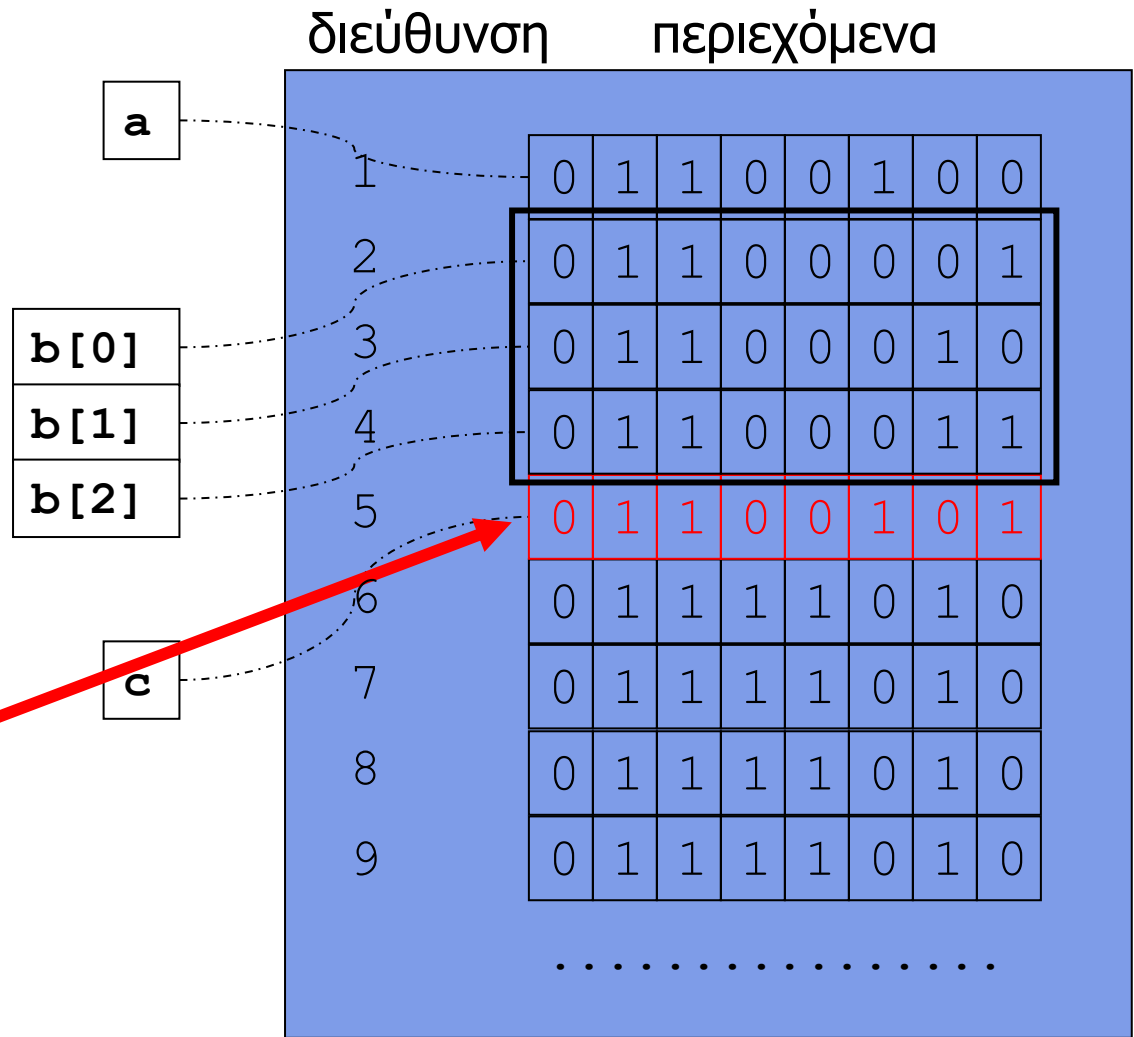 διεύθυνση περιεχόμενα
a
1 0 1 1 0 0 1 0 0
2 0 1 1 0 0 0 0 1
b[0]
3 0 1 1 0 0 0 1 0
b[1]
4 0 1 1 0 0 0 1 1
b[2]
5 0 1 1 0 0 1 0 1
6 0 1 1 1 1 0 1 0
c
7 0 1 1 1 1 0 1 0
8 0 1 1 1 1 0 1 0
9 0 1 1 1 1 0 1 0
. . . . . . . . . . . . . . . .